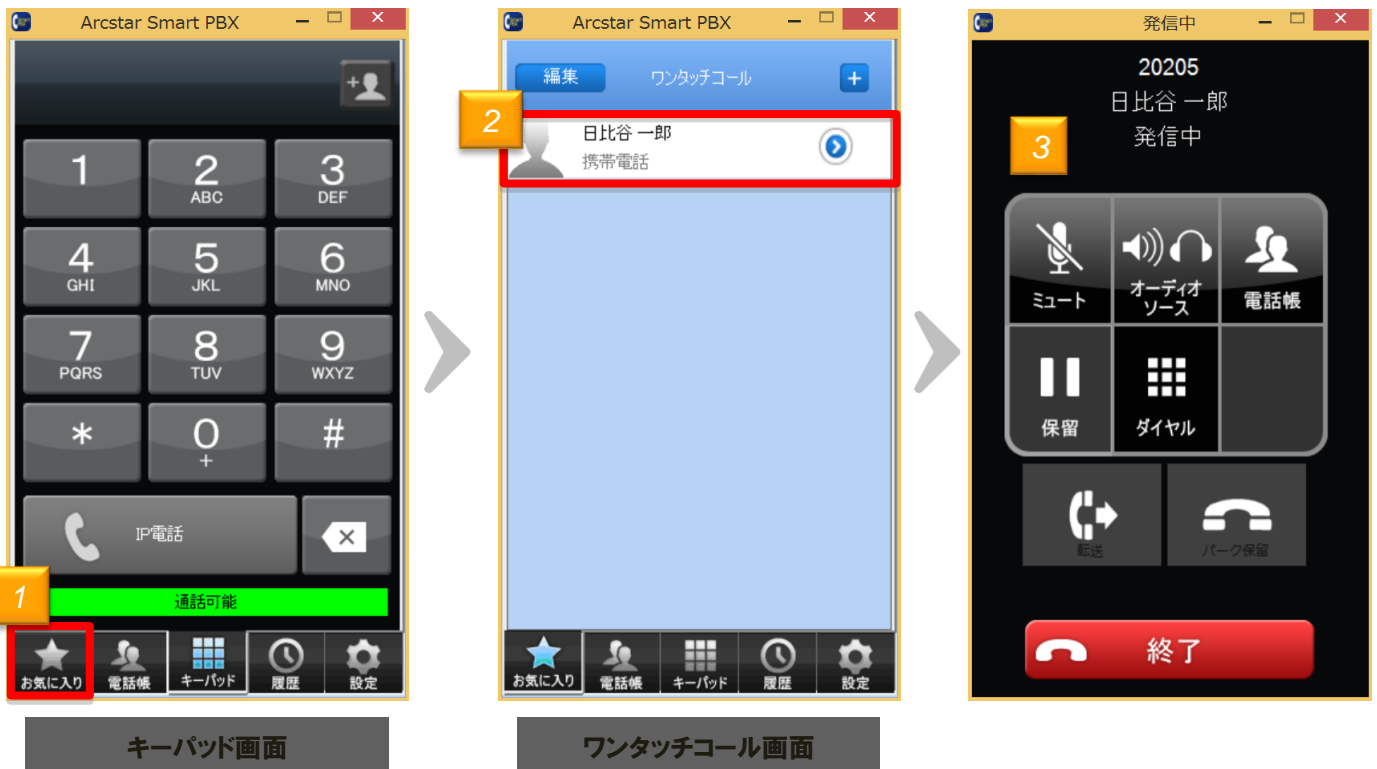 Arcstar Smart PBX
1
2
ABC
3
DEF
4
GHI
5
JKL
6
MNO
7
PQRS
8
TUV
9
WXYZ
*
0
+
#
IP電話
1
通話可能
お気に入り
電話帳
キーパッド
履歴
設定
キーパッド画面
Arcstar Smart PBX
編集
ワンタッチコール
+
2
日比谷 一郎
携帯電話
お気に入り
電話帳
キーパッド
履歴
設定
ワンタッチコール画面
発信中
20205
日比谷 一郎
発信中
3
ミュート
オーディオ
ソース
電話帳
保留
ダイヤル
転送
パーク保留
終了